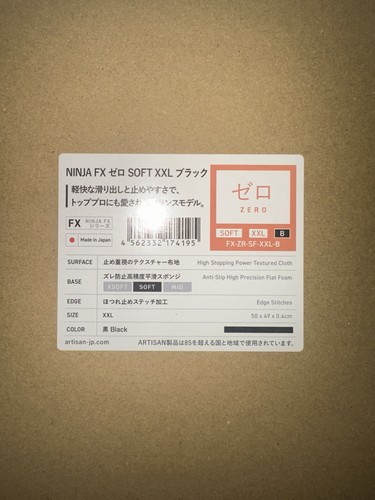 NINJA FX ゼロ SOFT XXL ブラック
軽快な滑り出しと止めやすさで、
トッププロにも愛され ンスモデル。
FX NINJA FX シリーズ
Made in Japan
4 562332 174195
ゼロ
ZERO
SOFT XXL B
FX-ZR-SF-XXL-B
SURFACE 止め重視のテクスチャー布地 High Stopping Power Textured Cloth
BASE ズレ防止高精度平滑スポンジ Anti-Slip High Precision Flat Foam
XSOFT SOFT MID
EDGE ほつれ止めステッチ加工 Edge Stitches
SIZE XXL 50 x 49 x 0.4cm
COLOR 黒 Black
artisan-jp.com ARTISAN製品は85を超える国と地域で使用されています。